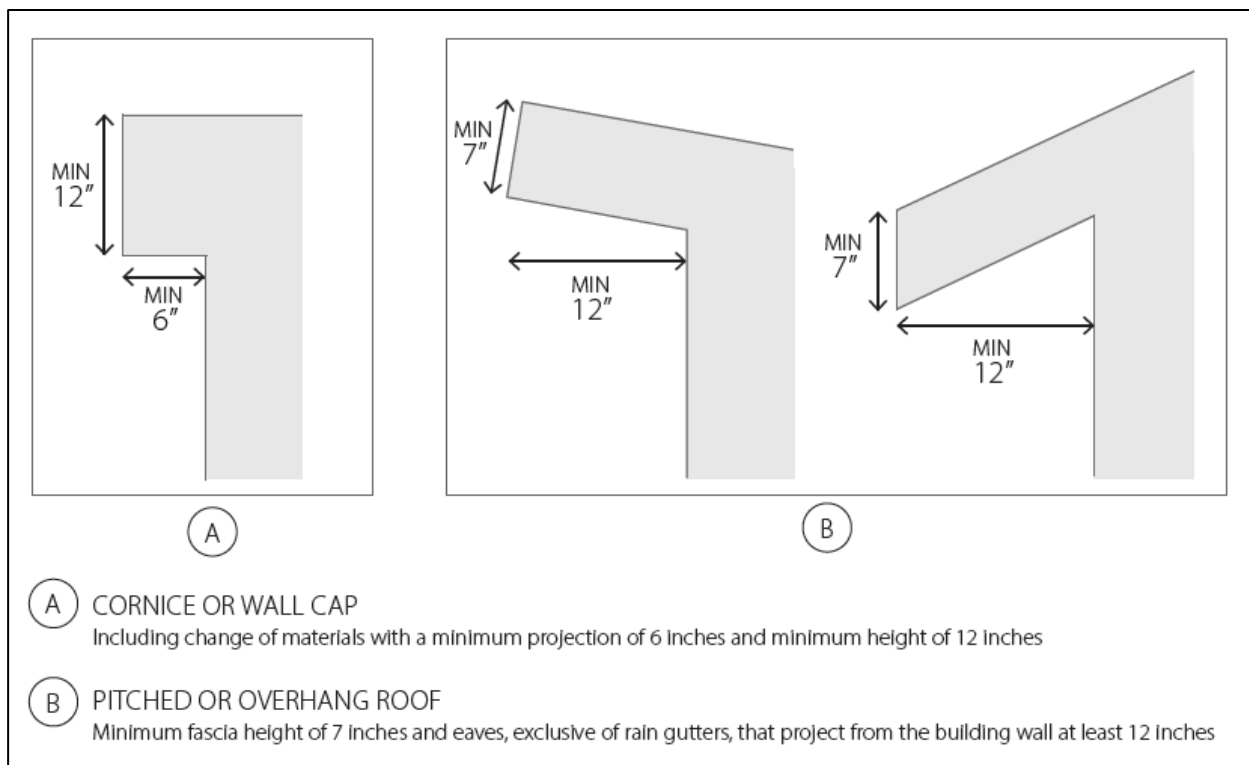 MIN
12"
MIN
6"
MIN
7"
MIN
12"
MIN
7"
MIN
12"
A
B
A CORNICE OR WALL CAP
Including change of materials with a minimum projection of 6 inches and minimum height of 12 inches
B PITCHED OR OVERHANG ROOF
Minimum fascia height of 7 inches and eaves, exclusive of rain gutters, that project from the building wall at least 12 inches